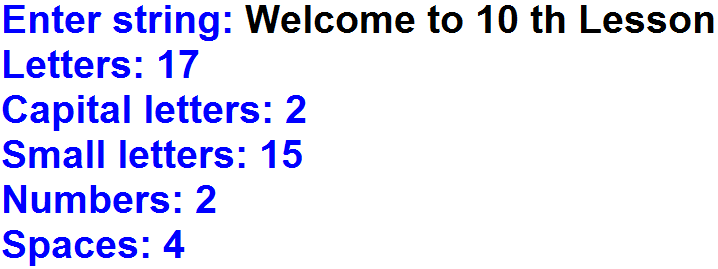 Enter string: Welcome to 10 th Lesson
Letters: 17
Capital letters: 2
Small letters: 15
Numbers: 2
Spaces: 4